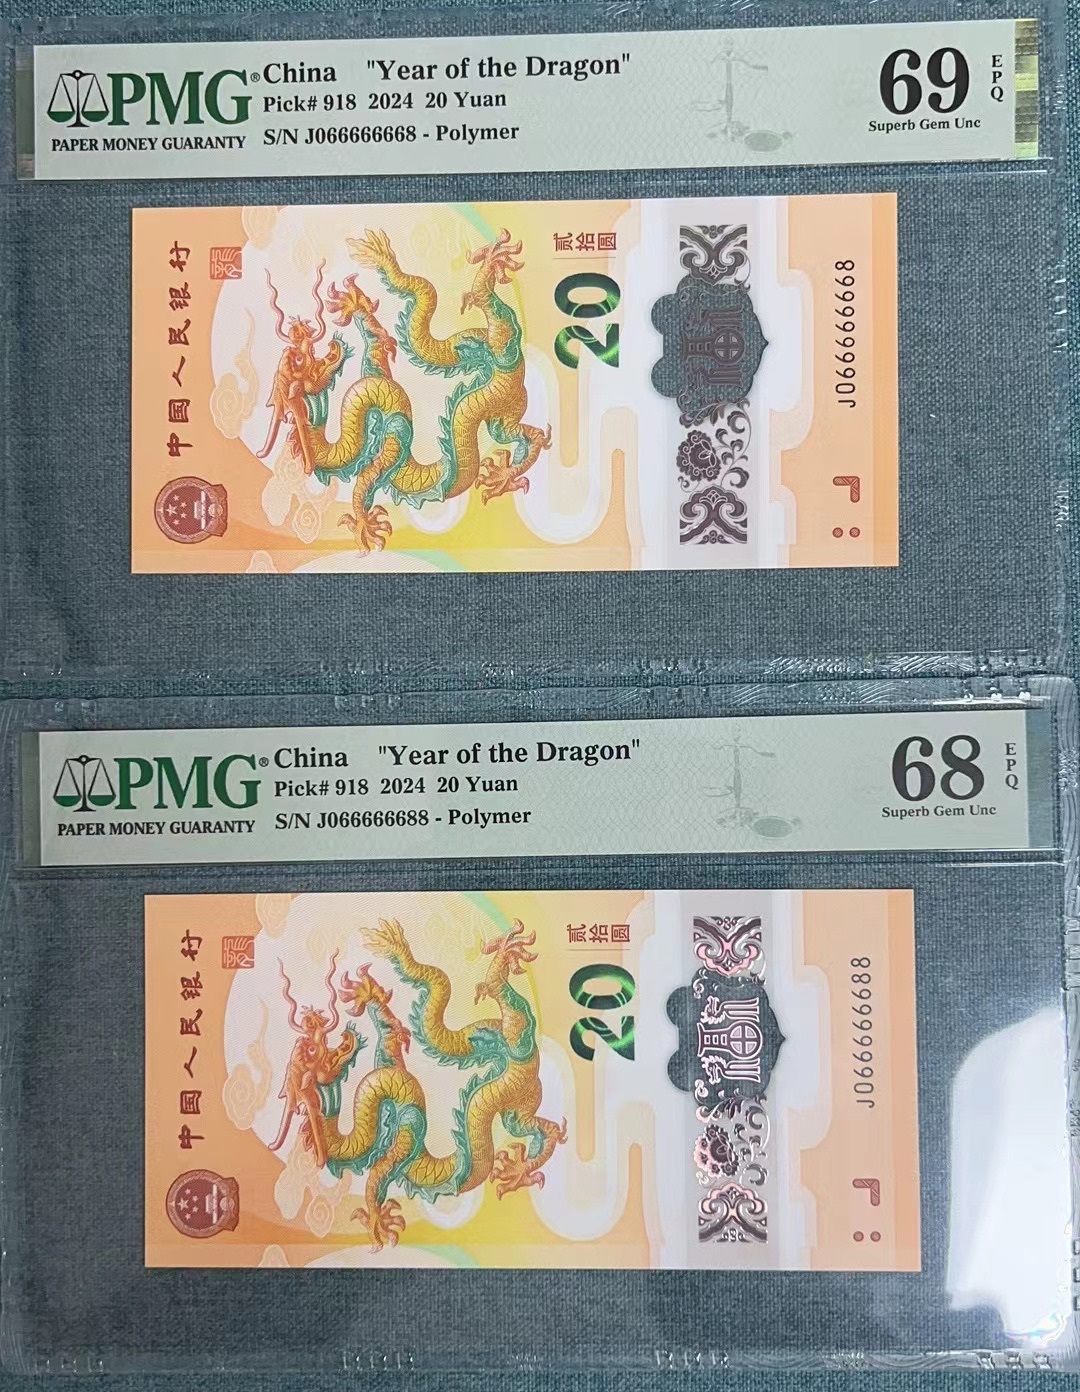 PMG®
PAPER MONEY GUARANTY
China "Year of the Dragon"
Pick# 918 2024 20 Yuan
S/N J066666668 - Polymer
69
EPQ
Superb Gem Unc
中国人民银行
贰拾圆
20
福
J066666668
PMG®
PAPER MONEY GUARANTY
China "Year of the Dragon"
Pick# 918 2024 20 Yuan
S/N J066666688 - Polymer
68
EPQ
Superb Gem Unc
中国人民银行
贰拾圆
20
福
J066666688